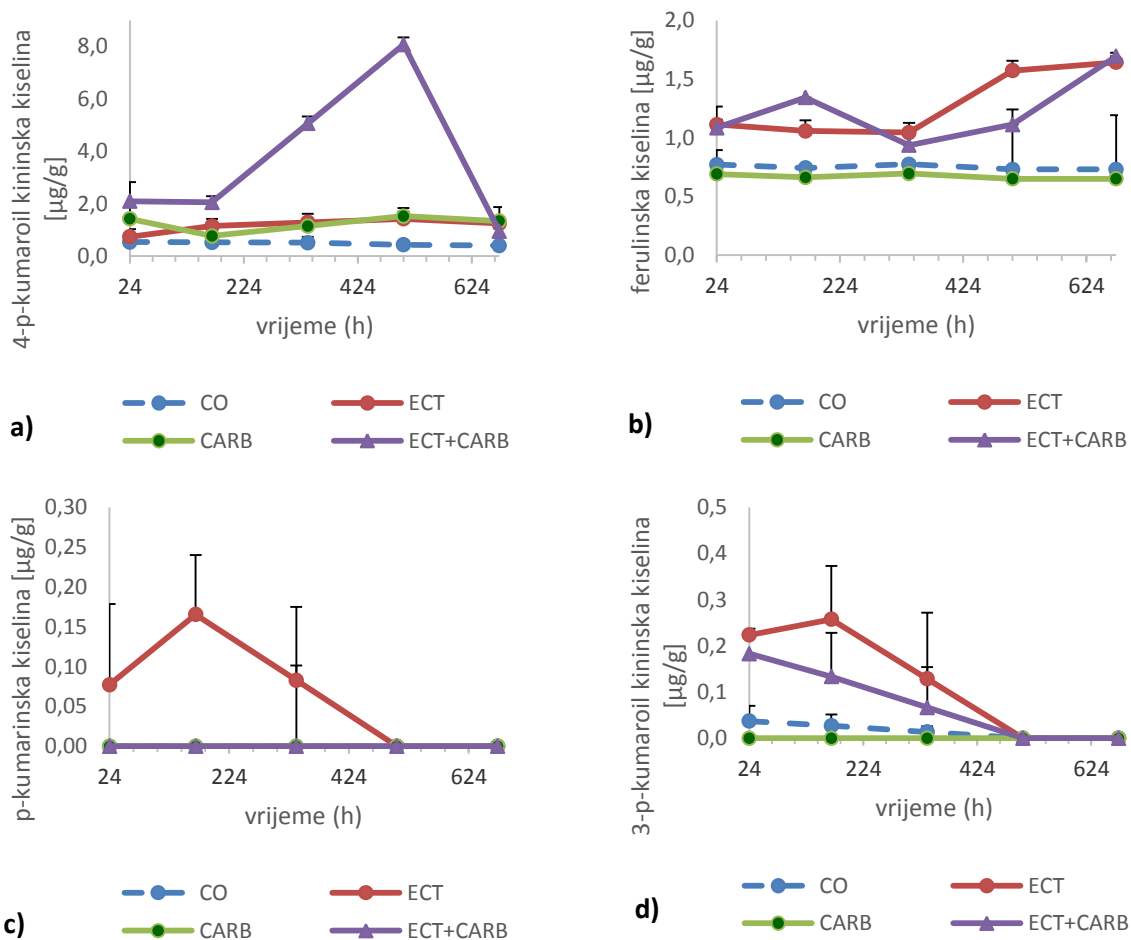 4-p-kumaroil kininska kiselina
[µg/g]
8,0
6,0
4,0
2,0
0,0
24 224 424 624
vrijeme (h)
CO ECT
CARB ECT+CARB
a)
ferulinska kiselina [µg/g]
2,0
1,5
1,0
0,5
0,0
24 224 424 624
vrijeme (h)
CO ECT
CARB ECT+CARB
b)
p-kumarinska kiselina [µg/g]
0,30
0,25
0,20
0,15
0,10
0,05
0,00
24 224 424 624
vrijeme (h)
CO ECT
CARB ECT+CARB
c)
3-p-kumaroil kininska kiselina
[µg/g]
0,5
0,4
0,3
0,2
0,1
0,0
24 224 424 624
vrijeme (h)
CO ECT
CARB ECT+CARB
d)